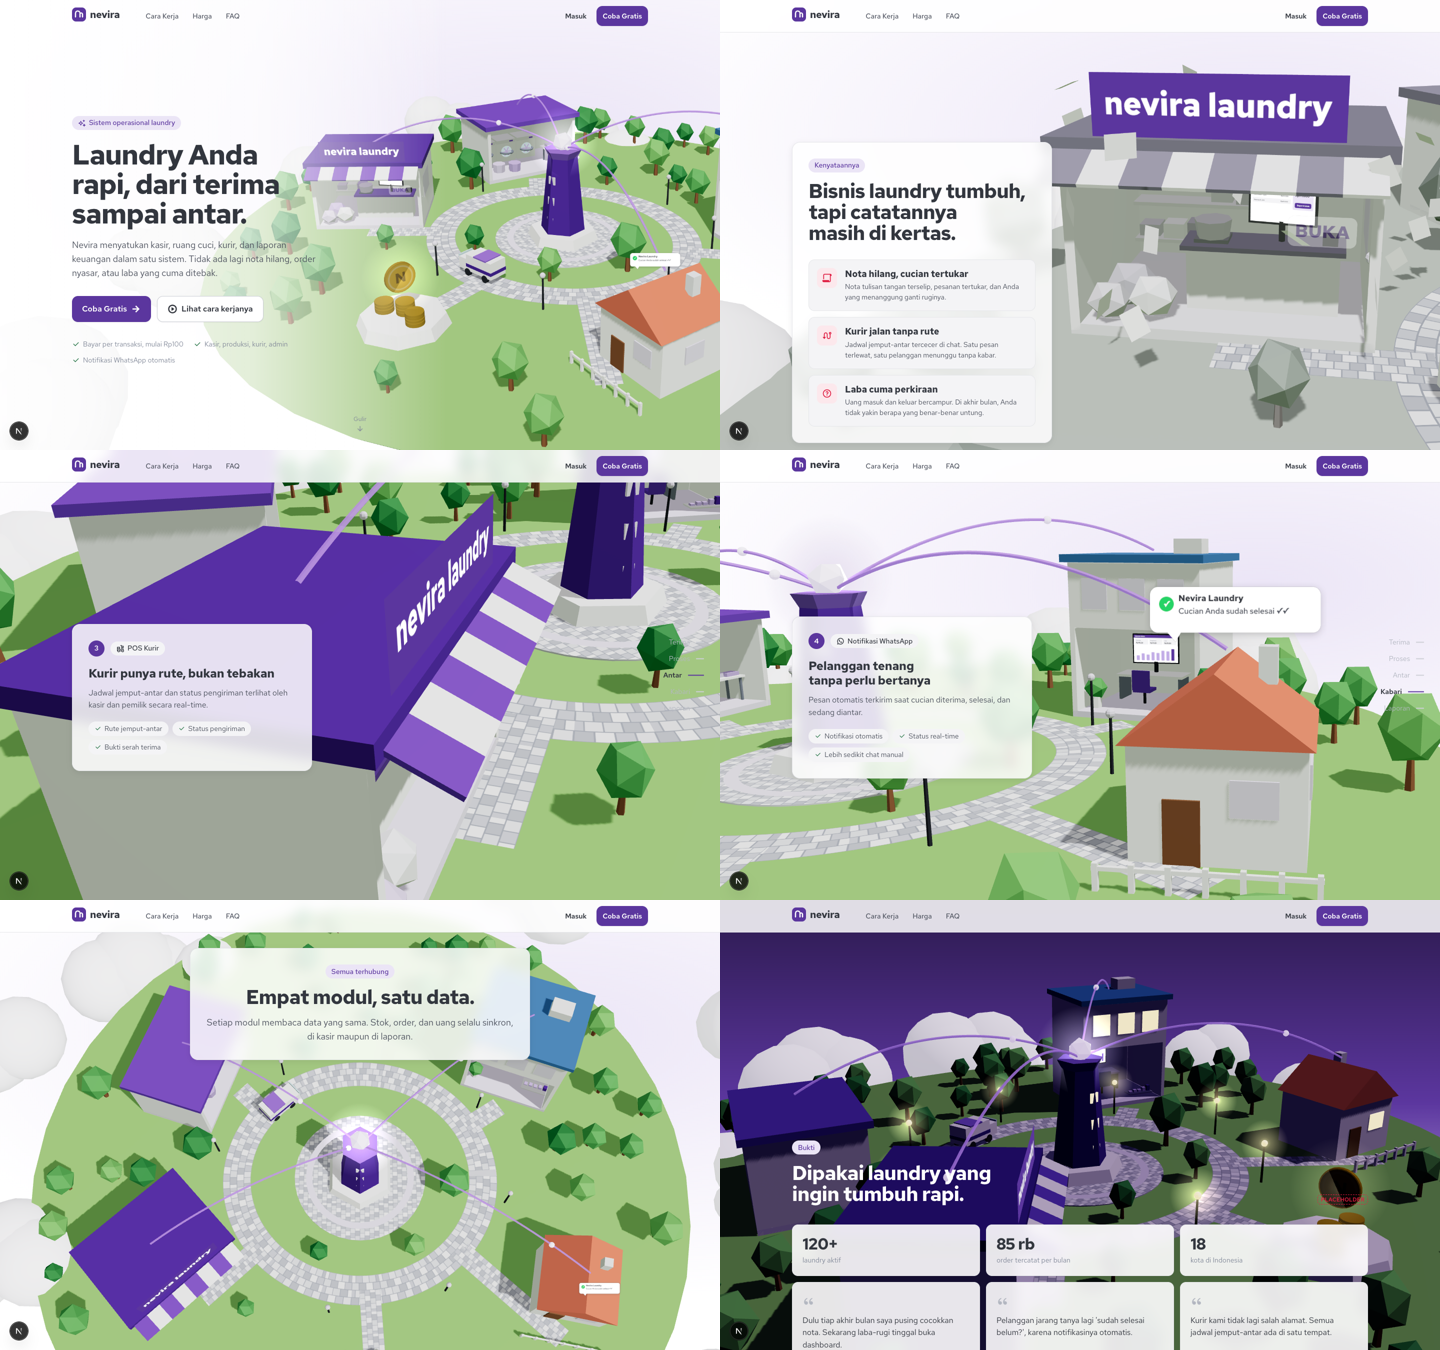 nevira
Cara Kerja
Harga
FAQ
Masuk
Coba Gratis
Sistem operasional laundry
Laundry Anda
rapi, dari terima
sampai antar.
Nevira menyatukan kasir, ruang cuci, kurir, dan laporan
keuangan dalam satu sistem. Tidak ada lagi nota hilang, order
nyasar, atau laba yang cuma ditebak.
Coba Gratis
Lihat cara kerjanya
Bayar per transaksi, mulai Rp100
Kasir, produksi, kurir, admin
Notifikasi WhatsApp otomatis
nevira laundry
Gulir
N
nevira
Cara Kerja
Harga
FAQ
Masuk
Coba Gratis
Kenyataannya
Bisnis laundry tumbuh,
tapi catatannya
masih di kertas.
Nota hilang, cucian tertukar
Nota tulisan tangan terselip, pesanan tertukar, dan Anda
yang menanggung ganti ruginya.
Kurir jalan tanpa rute
Jadwal jemput-antar tercecer di chat. Satu pesan
terlewat, satu pelanggan menunggu tanpa kabar.
Laba cuma perkiraan
Uang masuk dan keluar bercampur. Di akhir bulan, Anda
tidak yakin berapa yang benar-benar untung.
nevira laundry
BUKA
N
nevira
Cara Kerja
Harga
FAQ
Masuk
Coba Gratis
nevira laundry
3
POS Kurir
Kurir punya rute, bukan tebakan
Jadwal jemput-antar dan status pengiriman terlihat oleh
kasir dan pemilik secara real-time.
Rute jemput-antar
Status pengiriman
Bukti serah terima
Antar
N
nevira
Cara Kerja
Harga
FAQ
Masuk
Coba Gratis
4
Notifikasi WhatsApp
Pelanggan tenang
tanpa perlu bertanya
Pesan otomatis terkirim saat cucian diterima, selesai, dan
sedang diantar.
Notifikasi otomatis
Status real-time
Lebih sedikit chat manual
Nevira Laundry
Cucian Anda sudah selesai ✓✓
Terima
Proses
Antar
Kabari
Laporan
N
nevira
Cara Kerja
Harga
FAQ
Masuk
Coba Gratis
Semua terhubung
Empat modul, satu data.
Setiap modul membaca data yang sama. Stok, order, dan uang selalu sinkron,
di kasir maupun di laporan.
nevira laundry
N
nevira
Cara Kerja
Harga
FAQ
Masuk
Coba Gratis
Bukti
Dipakai laundry yang
ingin tumbuh rapi.
120+
laundry aktif
85 rb
order tercatat per bulan
18
kota di Indonesia
“
Dulu tiap akhir bulan saya pusing cocokkan
nota. Sekarang laba-rugi tinggal buka
dashboard.
“
Pelanggan jarang tanya lagi 'sudah selesai
belum?', karena notifikasinya otomatis.
“
Kurir kami tidak lagi salah alamat. Semua
jadwal jemput-antar ada di satu tempat.
N